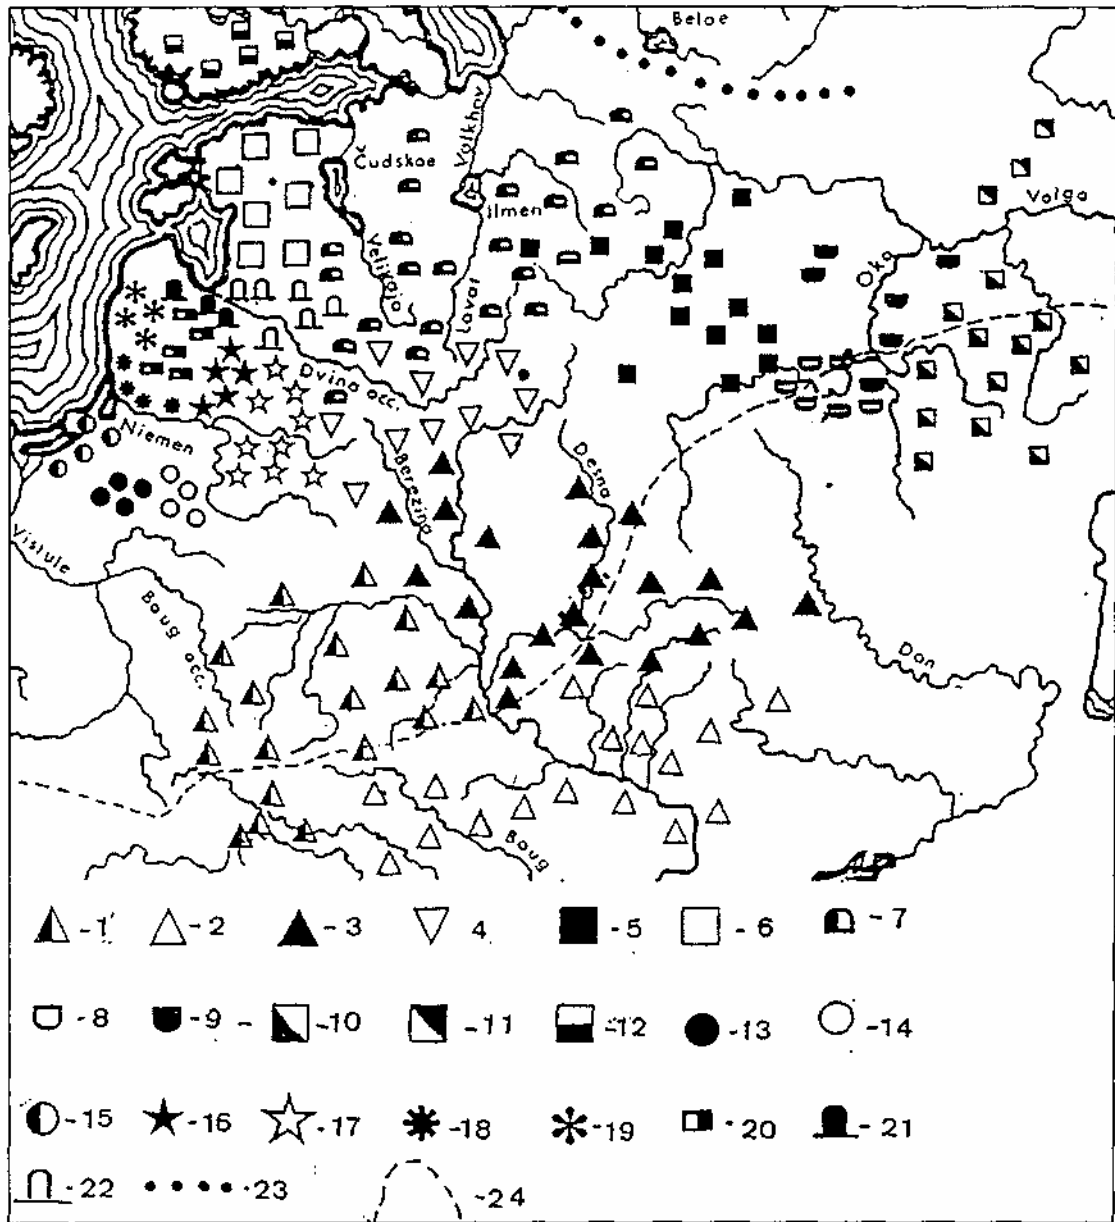 Beloe
Volkhov
Čudskoe
Ilmen
Volga
Oka
Velikaja
Lovat
Dvina occ.
Niemen
Berezina
Desna
Vistule
Boug occ.
Don
Boug
-1
-2
-3
4
-5
-6
-7
-8
-9
-10
-11
-12
-13
-14
-15
-16
-17
-18
-19
-20
-21
-22
-23
-24